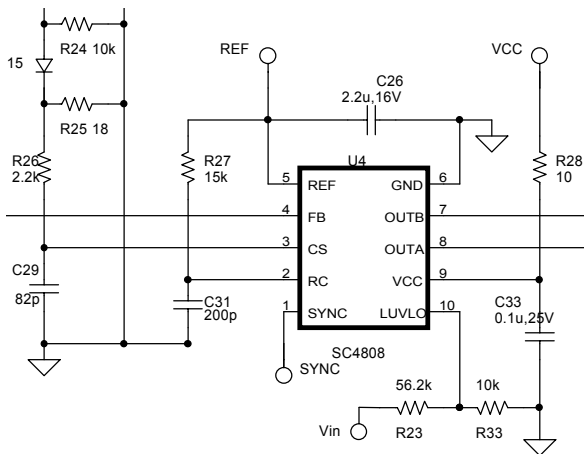 R24 10k
REF
VCC
15
C26
2.2u,16V
R25 18
U4
R26
2.2k
R27
15k
R28
10
5
REF
GND
6
4
FB
OUTB
7
3
CS
OUTA
8
2
RC
VCC
9
C29
82p
C31
200p
1
SYNC
LUVLO
10
C33
0.1u,25V
SC4808
SYNC
56.2k
10k
Vin
R23
R33